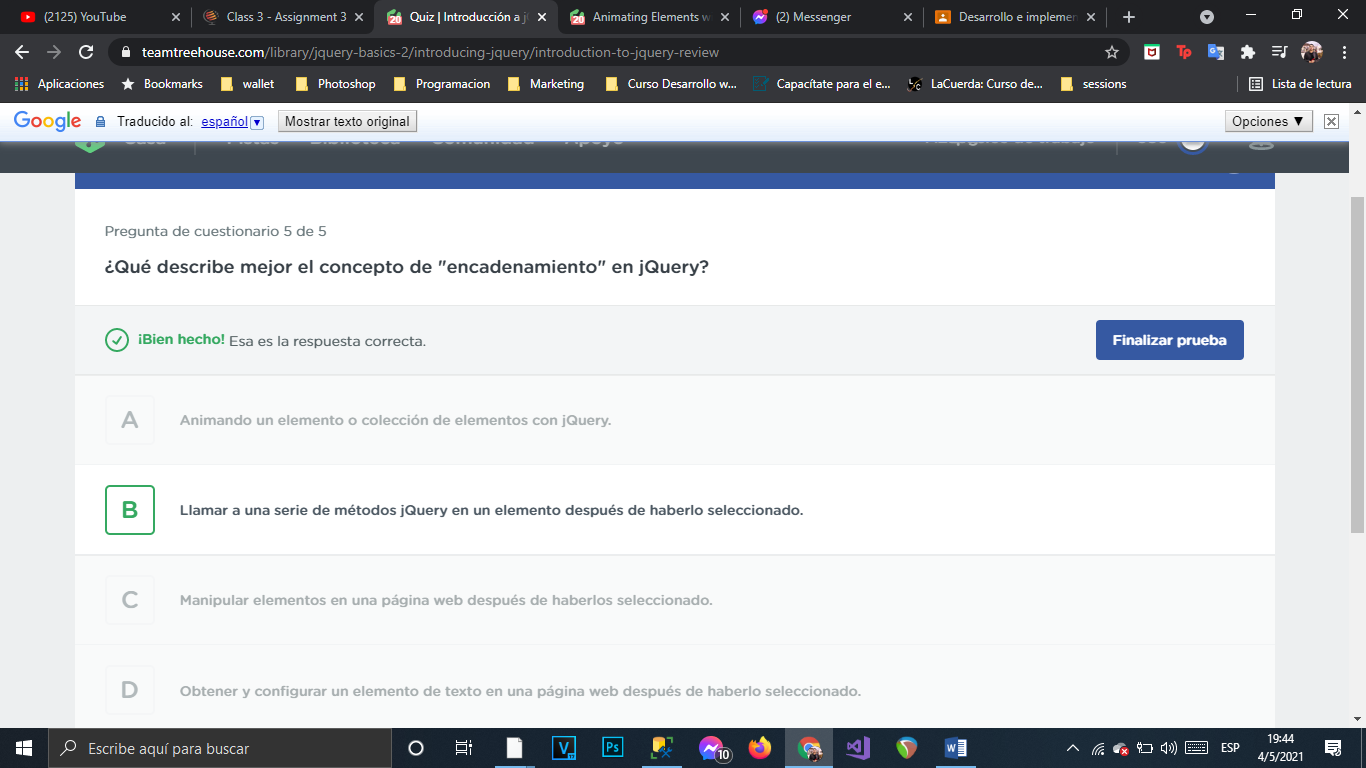 (2125) YouTube
Class 3 - Assignment 3
Quiz | Introducción a j
Animating Elements w
(2) Messenger
Desarrollo e implemen
teamtreehouse.com/library/jquery-basics-2/introducing-jquery/introduction-to-jquery-review
Aplicaciones
Bookmarks
wallet
Photoshop
Programacion
Marketing
Curso Desarrollo w...
Capacítate para el e...
LaCuerda: Curso de...
sessions
Lista de lectura
Google
Traducido al: español
Mostrar texto original
Opciones ▼
Pregunta de cuestionario 5 de 5
¿Qué describe mejor el concepto de "encadenamiento" en jQuery?
¡Bien hecho! Esa es la respuesta correcta.
Finalizar prueba
A Animando un elemento o colección de elementos con jQuery.
B Llamar a una serie de métodos jQuery en un elemento después de haberlo seleccionado.
C Manipular elementos en una página web después de haberlos seleccionado.
D Obtener y configurar un elemento de texto en una página web después de haberlo seleccionado.
Escribe aquí para buscar
10
ESP
19:44
4/5/2021